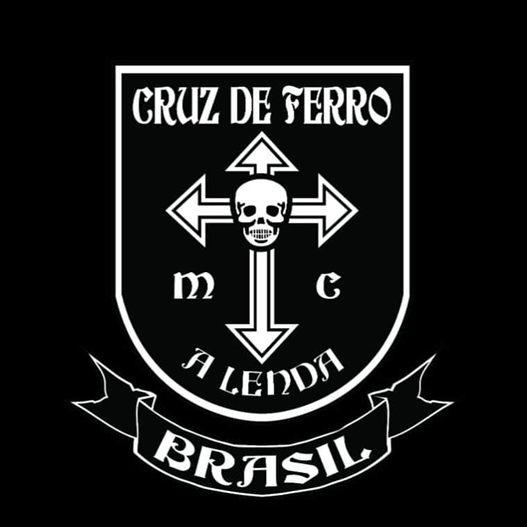 CRUZ DE FERRO
M C
A LENDA
BRASIL